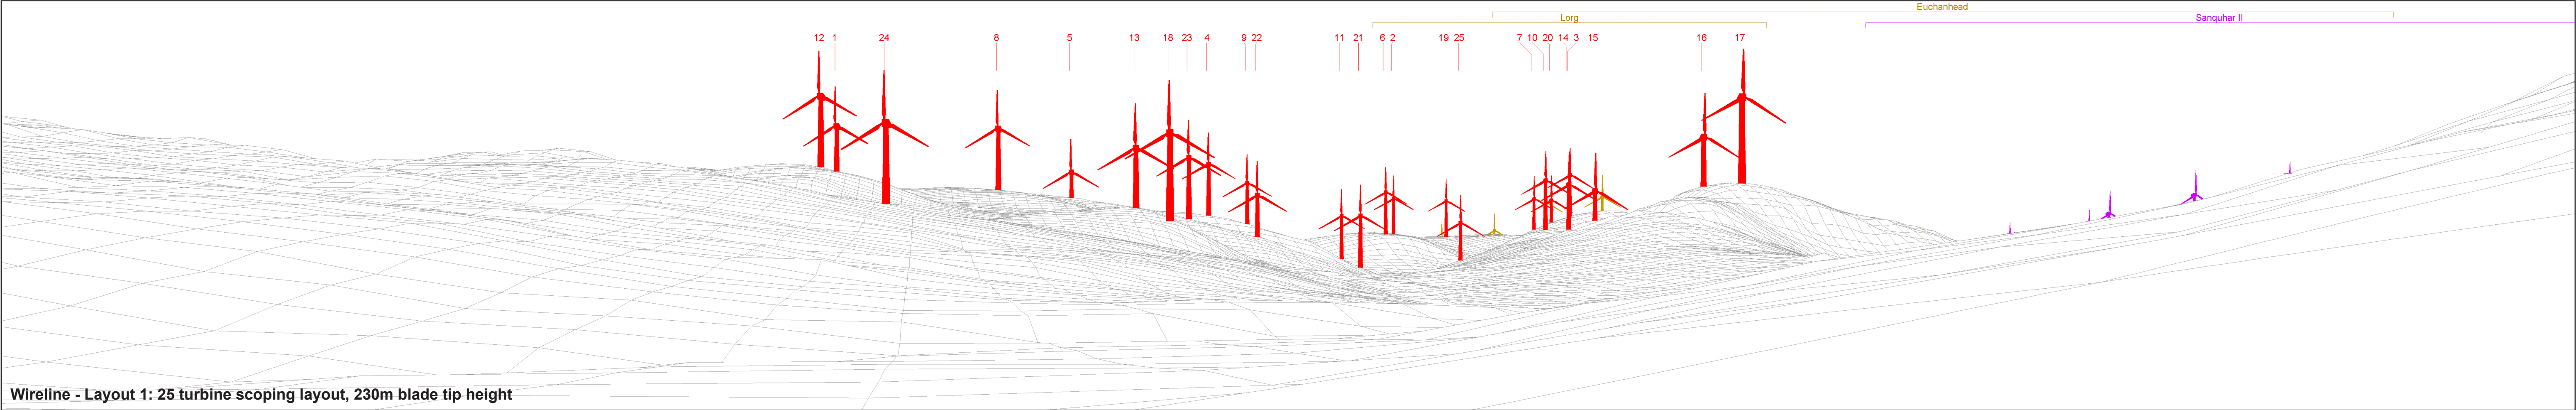 Euchanhead
Lorg
Sanquhar II
12 1 24 8 5 13 18 23 4 9 22 11 21 6 2 19 25 7 10 20 14 3 15 16 17
Wireline - Layout 1: 25 turbine scoping layout, 230m blade tip height